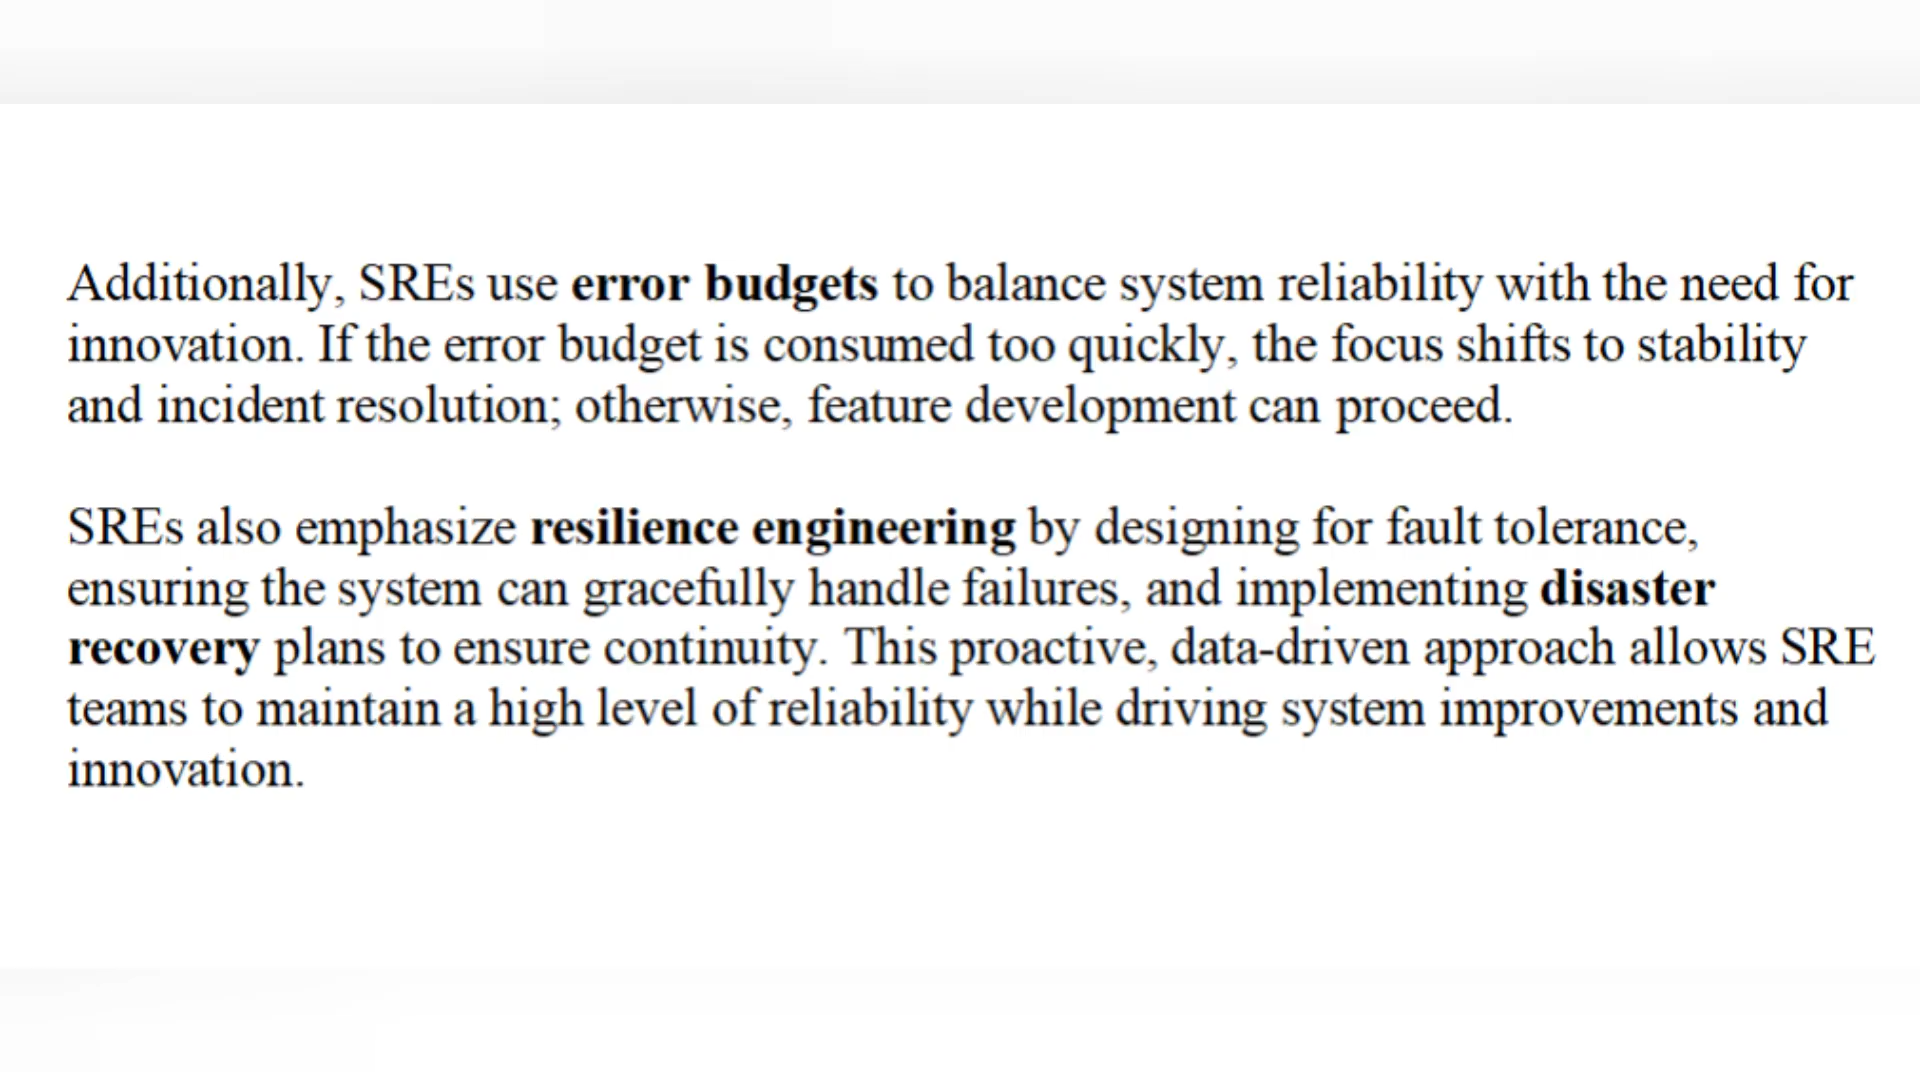 Additionally, SREs use error budgets to balance system reliability with the need for
innovation. If the error budget is consumed too quickly, the focus shifts to stability
and incident resolution; otherwise, feature development can proceed.
SREs also emphasize resilience engineering by designing for fault tolerance,
ensuring the system can gracefully handle failures, and implementing disaster
recovery plans to ensure continuity. This proactive, data-driven approach allows SRE
teams to maintain a high level of reliability while driving system improvements and
innovation.